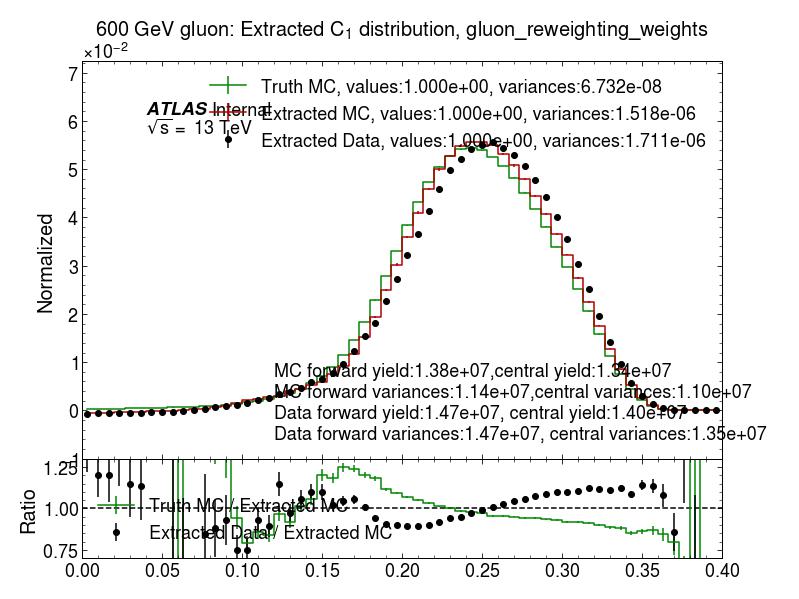 600 GeV gluon: Extracted C₁ distribution, gluon_reweighting_weights
×10⁻²
Truth MC, values:1.000e+00, variances:6.732e-08
ATLAS Internal
Extracted MC, values:1.000e+00, variances:1.518e-06
√s = 13 TeV
Extracted Data, values:1.000e+00, variances:1.711e-06
7
6
5
4
3
2
1
0
1
Normalized
MC forward yield:1.38e+07,central yield:1.34e+07
MC forward variances:1.14e+07,central variances:1.10e+07
Data forward yield:1.47e+07, central yield:1.40e+07
Data forward variances:1.47e+07, central variances:1.35e+07
1.25
1.00
0.75
Ratio
Truth MC / Extracted MC
Extracted Data / Extracted MC
0.00 0.05 0.10 0.15 0.20 0.25 0.30 0.35 0.40